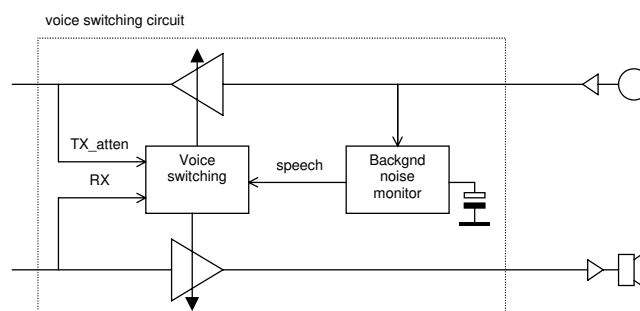 voice switching circuit
TX_atten
RX
Voice
switching
speech
Backgnd
noise
monitor